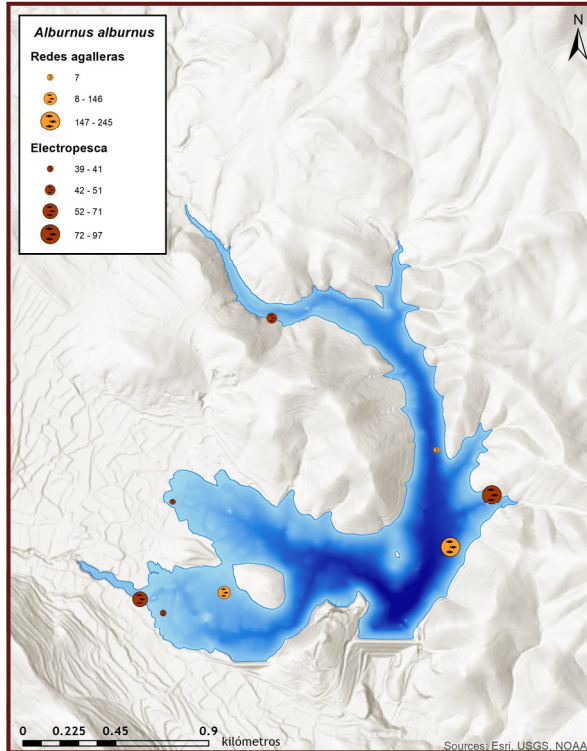 Alburnus alburnus
Redes agalleras
7
8 - 146
147 - 245
Electropesca
39 - 41
42 - 51
52 - 71
72 - 97
N
0 0.225 0.45 0.9
kilómetros
Sources: Esri, USGS, NOAA